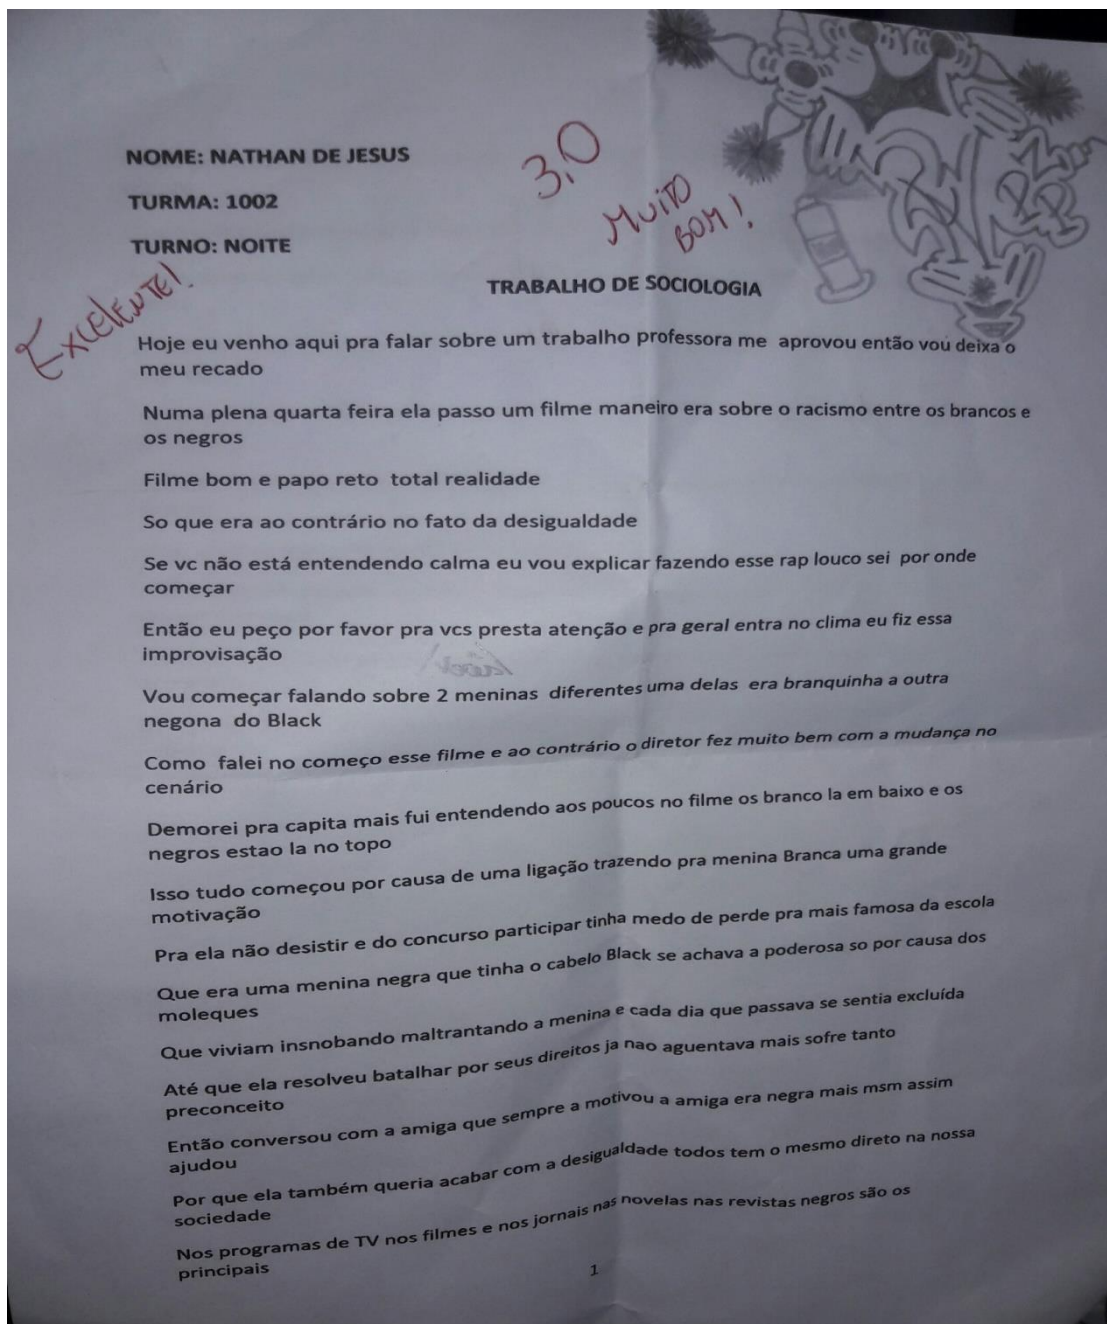 NOME: NATHAN DE JESUS
3,0
TURMA: 1002
MUITO
BOM!
TURNO: NOITE
Excelente!
TRABALHO DE SOCIOLOGIA
Hoje eu venho aqui pra falar sobre um trabalho professora me aprovou então vou deixa o
meu recado
Numa plena quarta feira ela passo um filme maneiro era sobre o racismo entre os brancos e
os negros
Filme bom e papo reto total realidade
So que era ao contrário no fato da desigualdade
Se vc não está entendendo calma eu vou explicar fazendo esse rap louco sei por onde
começar
Então eu peço por favor pra vcs presta atenção e pra geral entra no clima eu fiz essa
improvisação
Vou começar falando sobre 2 meninas diferentes uma delas era branquinha a outra
negona do Black
Como falei no começo esse filme e ao contrário o diretor fez muito bem com a mudança no
cenário
Demorei pra capita mais fui entendendo aos poucos no filme os branco la em baixo e os
negros estao la no topo
Isso tudo começou por causa de uma ligação trazendo pra menina Branca uma grande
motivação
Pra ela não desistir e do concurso participar tinha medo de perde pra mais famosa da escola
Que era uma menina negra que tinha o cabelo Black se achava a poderosa so por causa dos
moleques
Que viviam insnobando maltrantando a menina e cada dia que passava se sentia excluída
Até que ela resolveu batalhar por seus direitos ja nao aguentava mais sofre tanto
preconceito
Então conversou com a amiga que sempre a motivou a amiga era negra mais msm assim
ajudou
Por que ela também queria acabar com a desigualdade todos tem o mesmo direto na nossa
sociedade
Nos programas de TV nos filmes e nos jornais nas novelas nas revistas negros são os
principais
1